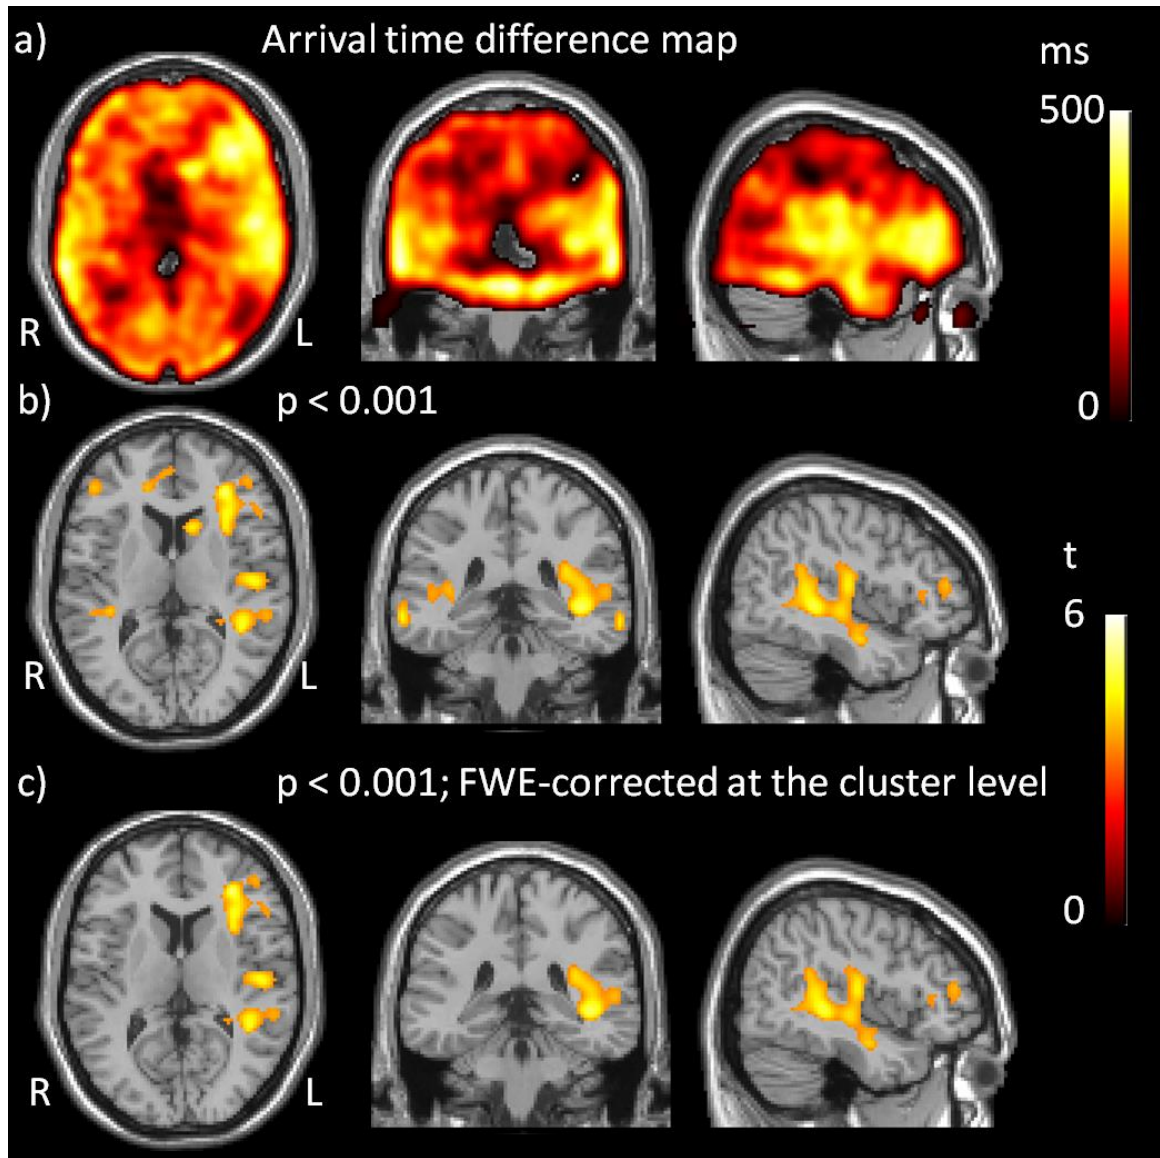 a) Arrival time difference map
ms
500
0
R L
b) p < 0.001
t
6
0
R L
c) p < 0.001; FWE-corrected at the cluster level
R L